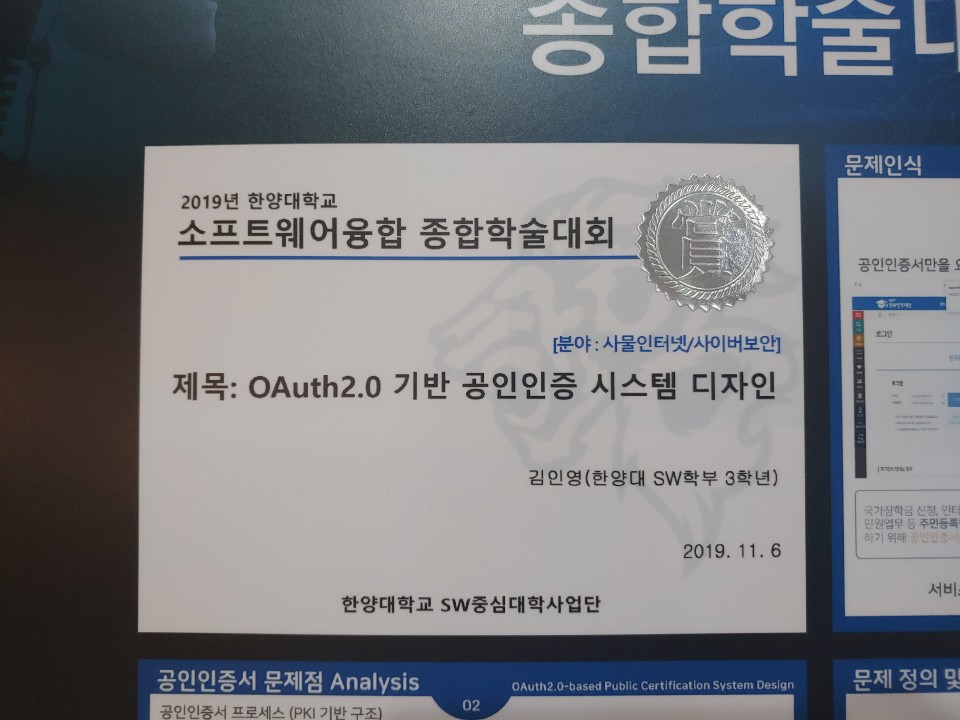 종합학술대
2019년 한양대학교
소프트웨어융합 종합학술대회
[분야 : 사물인터넷/사이버보안]
제목: OAuth2.0 기반 공인인증 시스템 디자인
김인영(한양대 SW학부 3학년)
2019. 11. 6
한양대학교 SW중심대학사업단
문제인식
공인인증서만을
로그인
국가장학금 신청, 인터
민원업무 등 주민등록
하기 위해 공인인증서
서비스
공인인증서 문제점 Analysis
OAuth2.0-based Public Certification System Design
02
공인인증서 프로세스 (PKI 기반 구조)
문제 정의 및